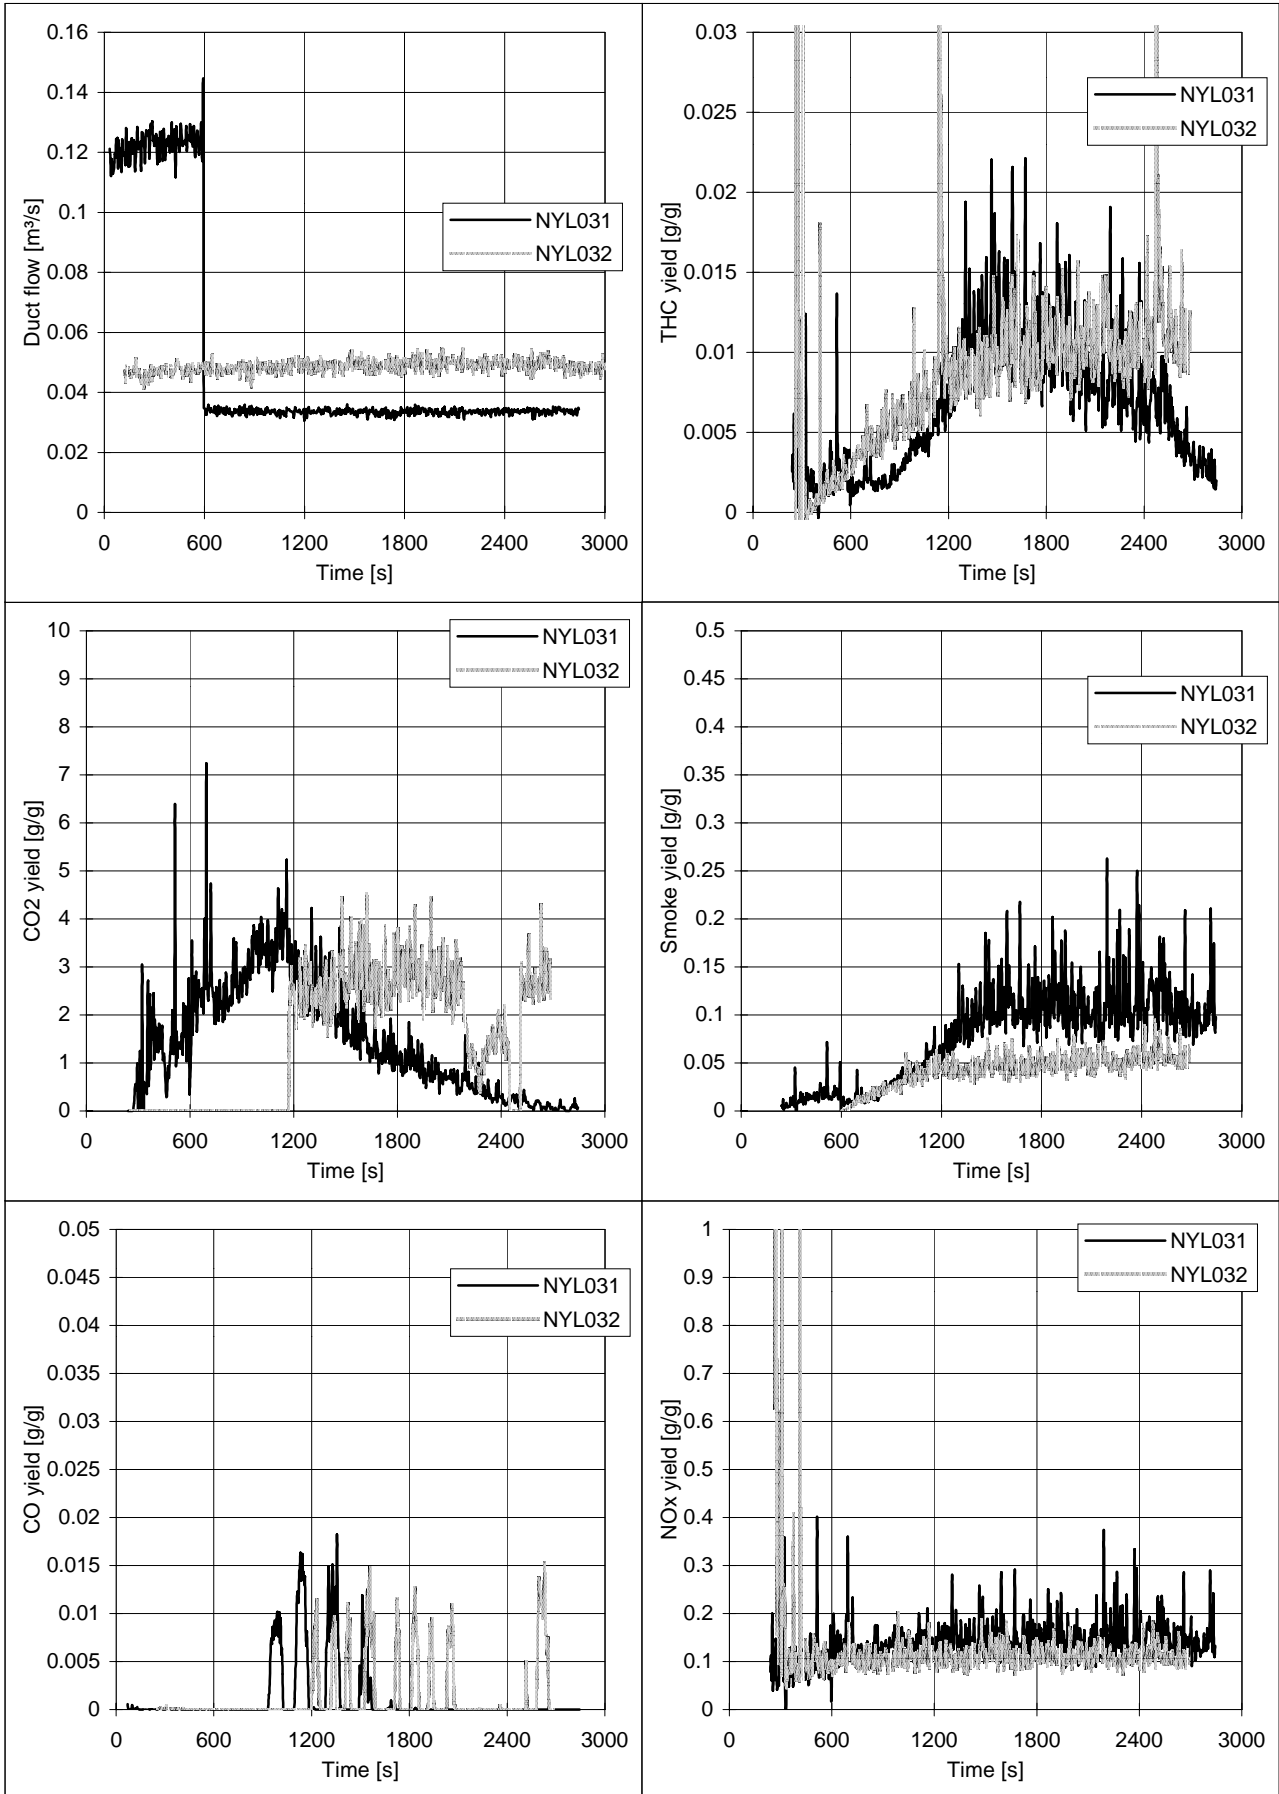 0.16
0.14
0.12
0.1
0.08
0.06
0.04
0.02
0
Duct flow [m³/s]
NYL031
NYL032
0 600 1200 1800 2400 3000
Time [s]
0.03
0.025
0.02
0.015
0.01
0.005
0
THC yield [g/g]
NYL031
NYL032
0 600 1200 1800 2400 3000
Time [s]
10
9
8
7
6
5
4
3
2
1
0
CO2 yield [g/g]
NYL031
NYL032
0 600 1200 1800 2400 3000
Time [s]
0.5
0.45
0.4
0.35
0.3
0.25
0.2
0.15
0.1
0.05
0
Smoke yield [g/g]
NYL031
NYL032
0 600 1200 1800 2400 3000
Time [s]
0.05
0.045
0.04
0.035
0.03
0.025
0.02
0.015
0.01
0.005
0
CO yield [g/g]
NYL031
NYL032
0 600 1200 1800 2400 3000
Time [s]
1
0.9
0.8
0.7
0.6
0.5
0.4
0.3
0.2
0.1
0
NOx yield [g/g]
NYL031
NYL032
0 600 1200 1800 2400 3000
Time [s]